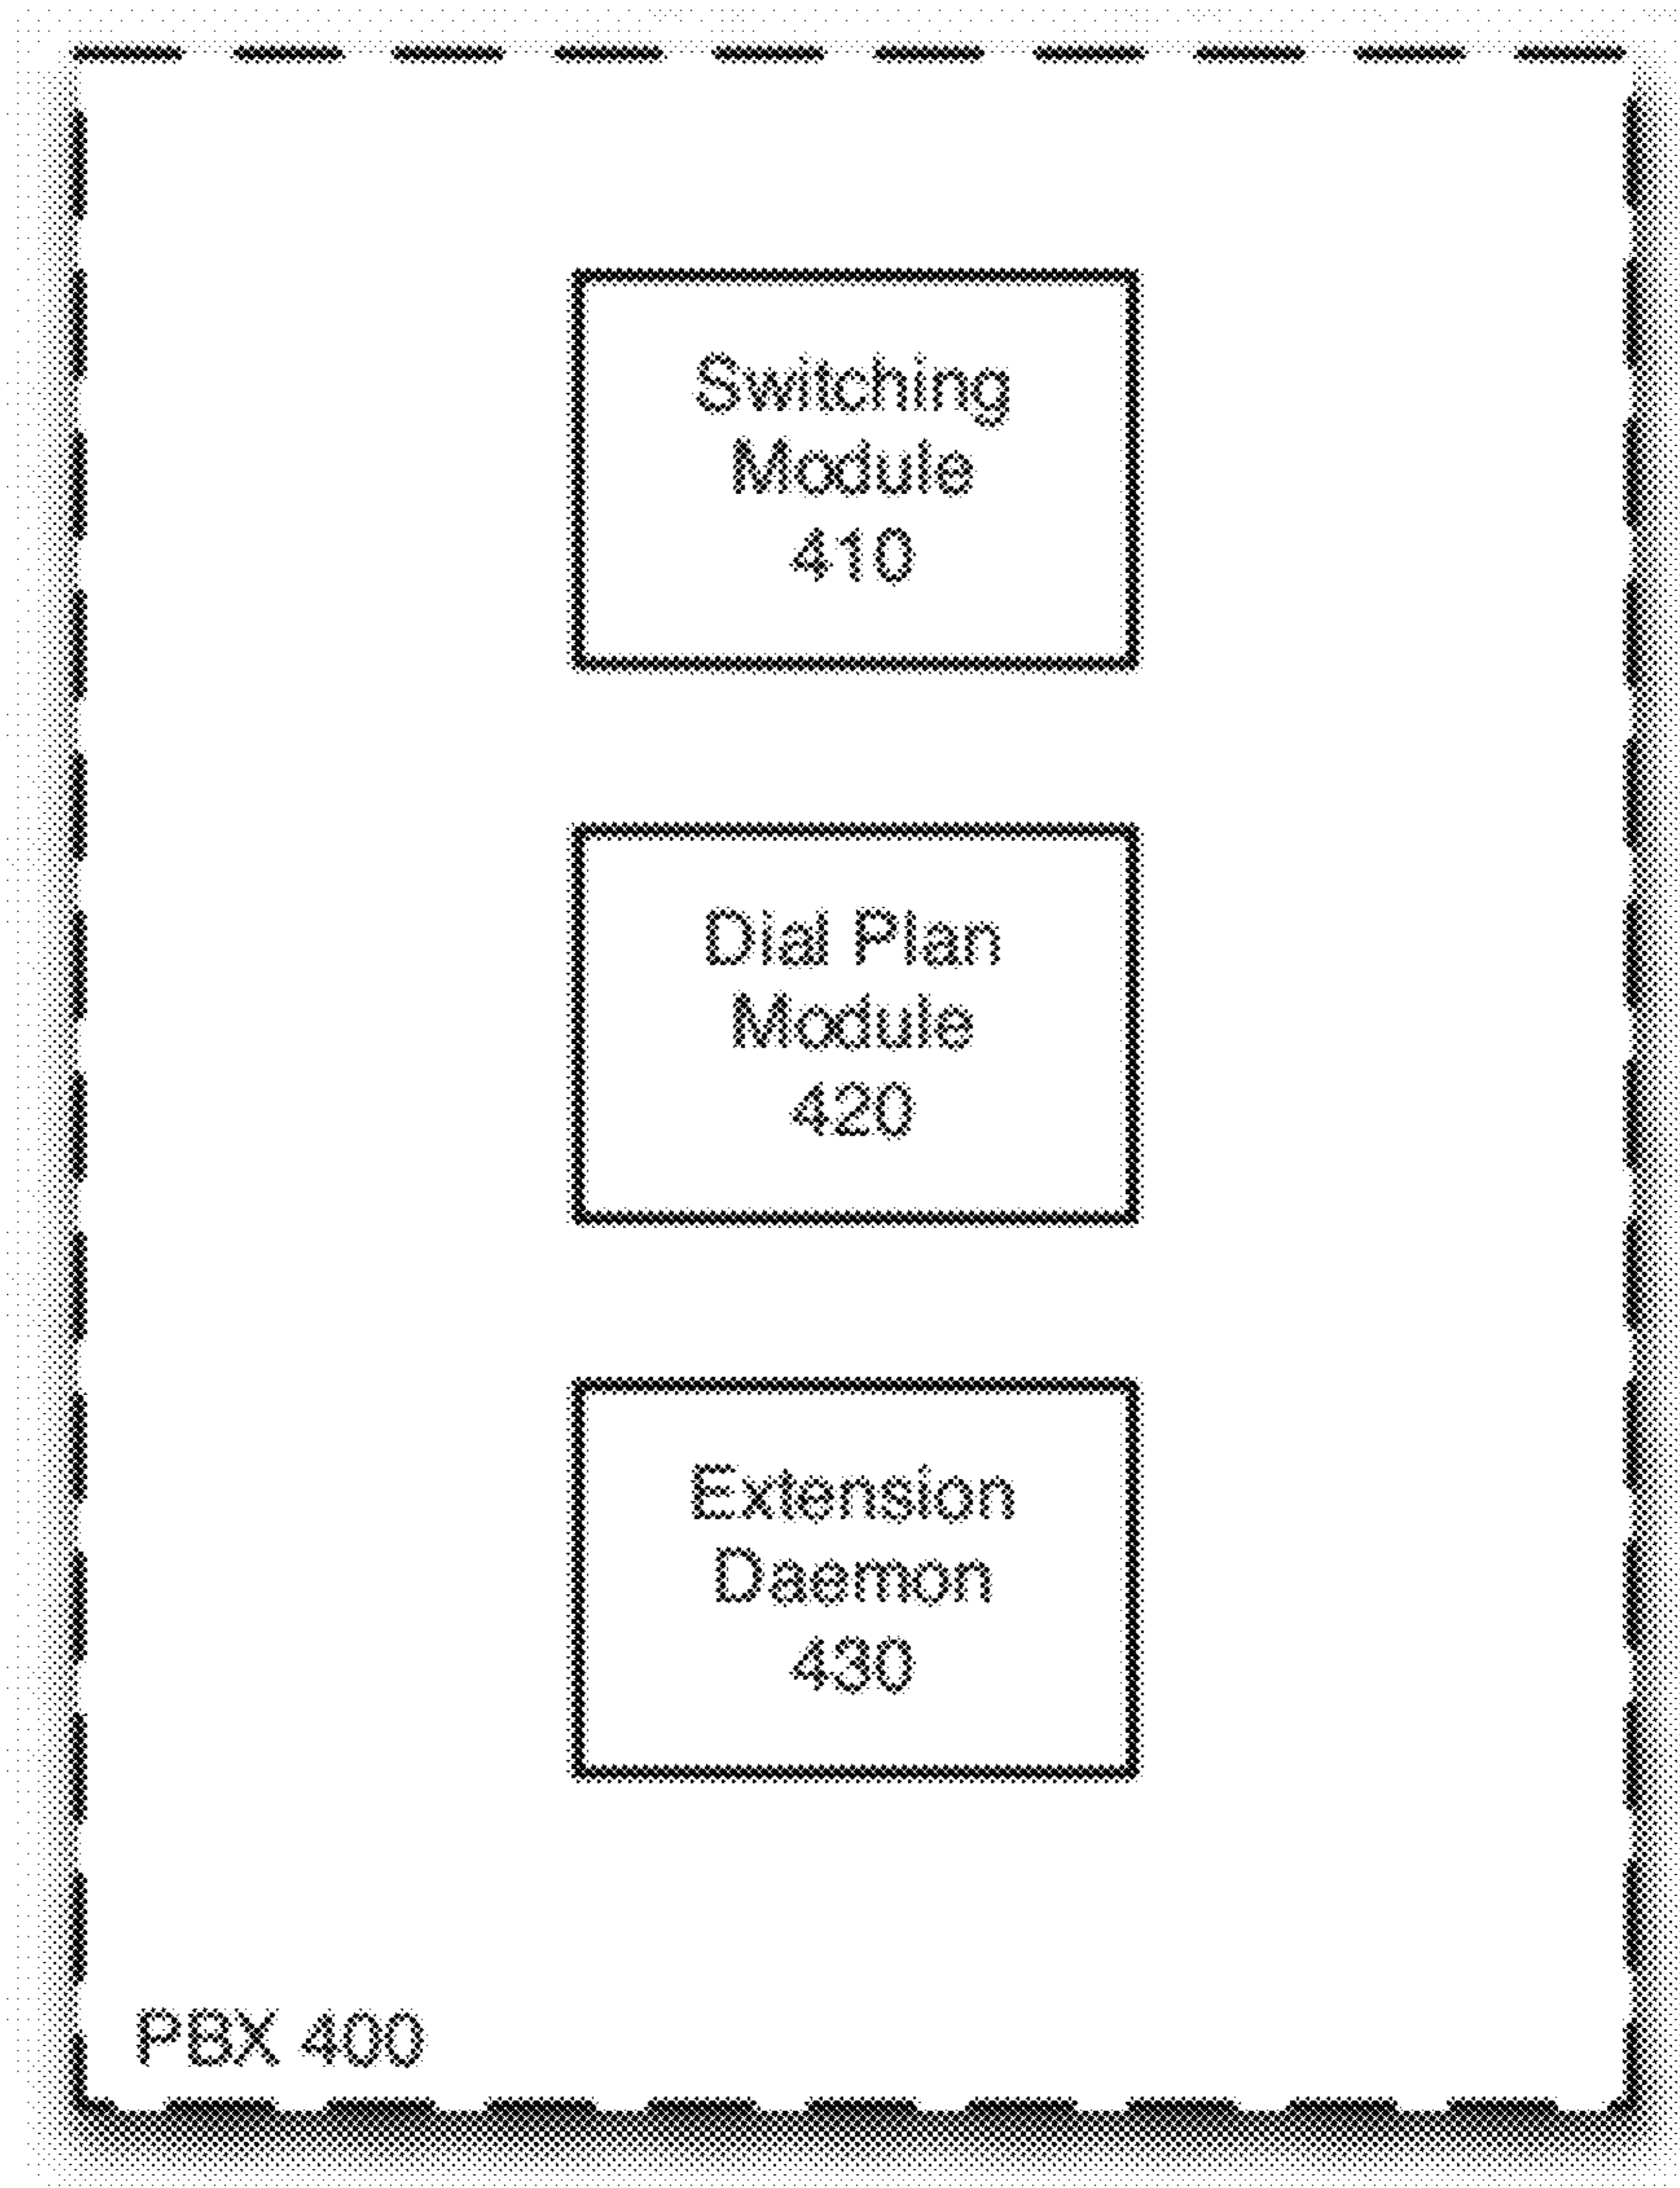 Switching
Module
410
Dial Plan
Module
420
Extension
Daemon
430
PBX 400